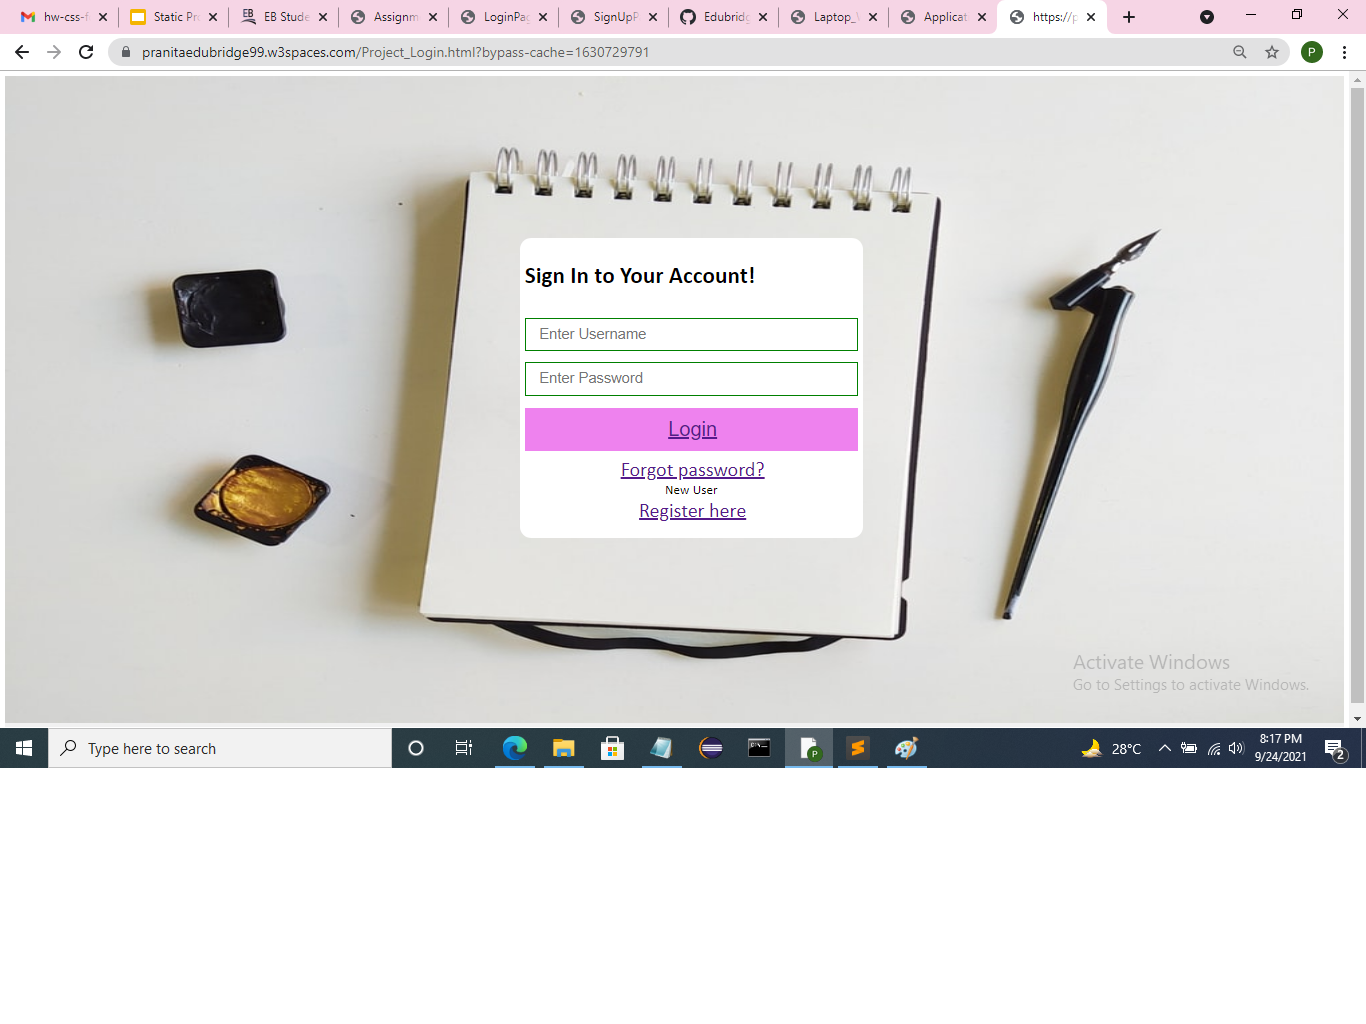 hw-css-f
Static Pr
EB Stude
Assignm
LoginPag
SignUpP
Edubridg
Laptop_
Applicat
https://p
pranitaedubridge99.w3spaces.com/Project_Login.html?bypass-cache=1630729791
P
Sign In to Your Account!
Enter Username
Enter Password
Login
Forgot password?
New User
Register here
Activate Windows
Go to Settings to activate Windows.
Type here to search
P
28°C
8:17 PM
9/24/2021
2